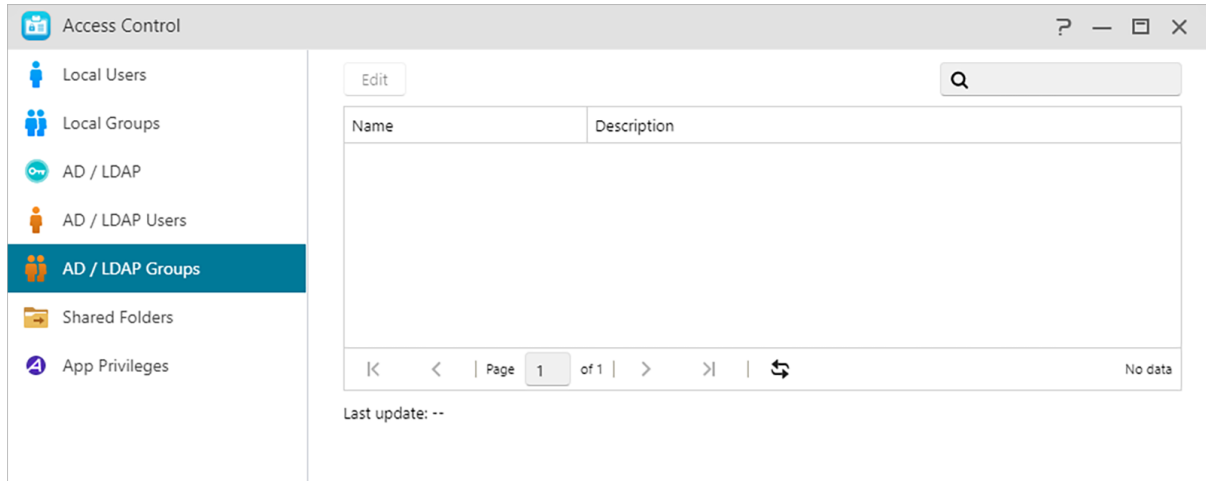 Access Control
Local Users
Local Groups
AD / LDAP
AD / LDAP Users
AD / LDAP Groups
Shared Folders
App Privileges
Edit
Name Description
Page 1 of 1 No data
Last update: --